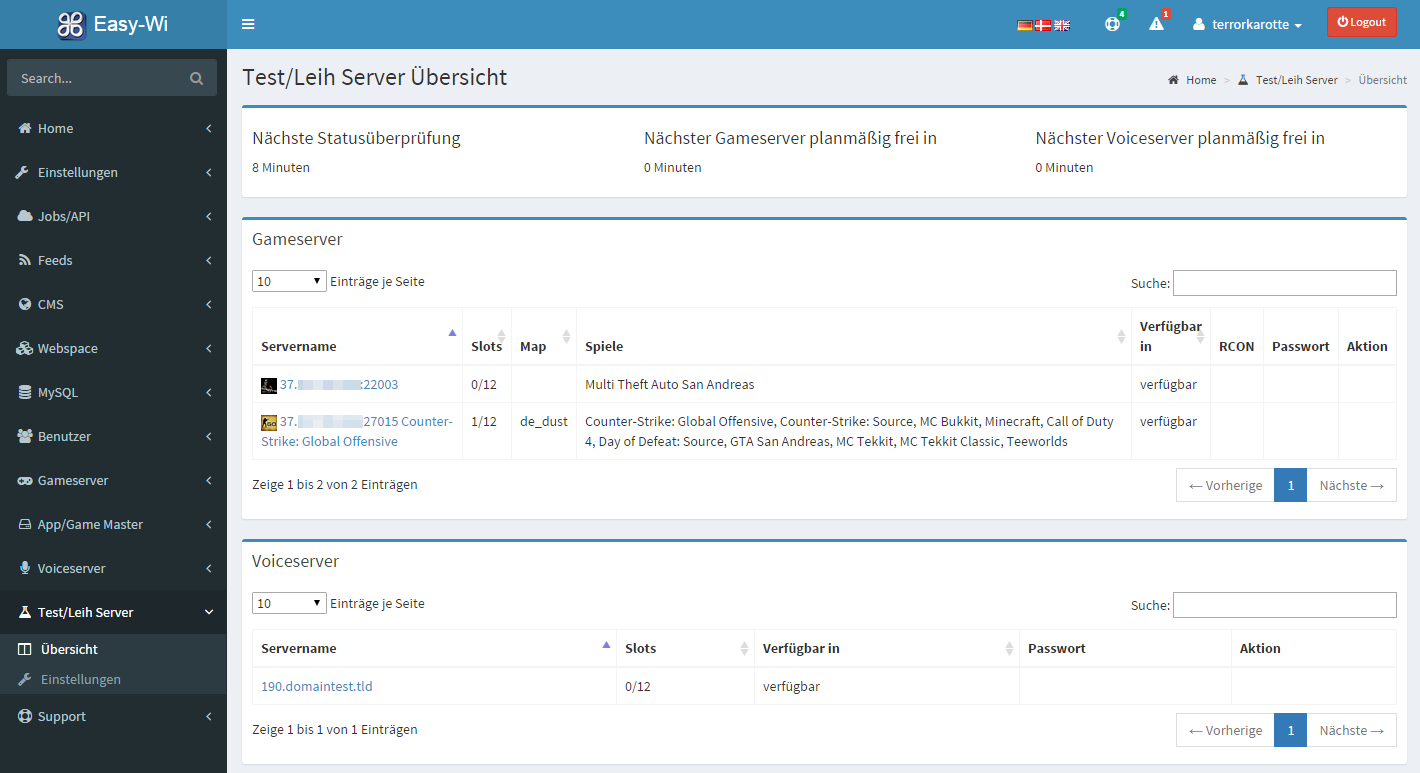 Easy-Wi
4
1
terrorkarotte
Logout
Search...
Home
Einstellungen
Jobs/API
Feeds
CMS
Webspace
MySQL
Benutzer
Gameserver
App/Game Master
Voiceserver
Test/Leih Server
Übersicht
Einstellungen
Support
Test/Leih Server Übersicht
Home > Test/Leih Server > Übersicht
Nächste Statusüberprüfung
8 Minuten
Nächster Gameserver planmäßig frei in
0 Minuten
Nächster Voiceserver planmäßig frei in
0 Minuten
Gameserver
10 Einträge je Seite
Suche:
Servername Slots Map Spiele Verfügbar in RCON Passwort Aktion
37. :22003 0/12 Multi Theft Auto San Andreas verfügbar
37. 27015 Counter-
Strike: Global Offensive
1/12 de_dust
Counter-Strike: Global Offensive, Counter-Strike: Source, MC Bukkit, Minecraft, Call of Duty
4, Day of Defeat: Source, GTA San Andreas, MC Tekkit, MC Tekkit Classic, Teeworlds
verfügbar
Zeige 1 bis 2 von 2 Einträgen
← Vorherige 1 Nächste →
Voiceserver
10 Einträge je Seite
Suche:
Servername Slots Verfügbar in Passwort Aktion
190.domaintest.tld 0/12 verfügbar
Zeige 1 bis 1 von 1 Einträgen
← Vorherige 1 Nächste →